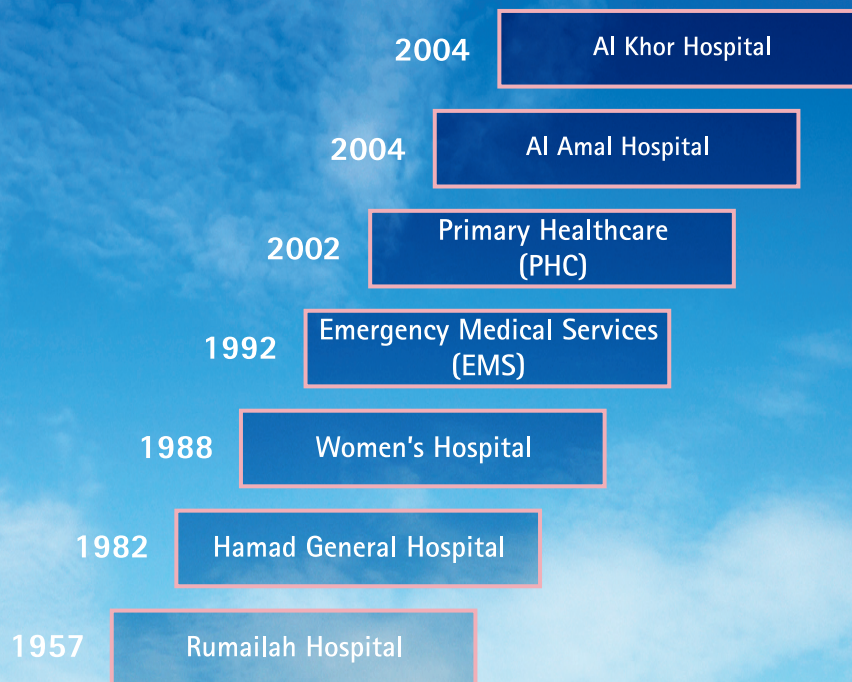 2004 Al Khor Hospital
2004 Al Amal Hospital
2002 Primary Healthcare
(PHC)
1992 Emergency Medical Services
(EMS)
1988 Women's Hospital
1982 Hamad General Hospital
1957 Rumailah Hospital